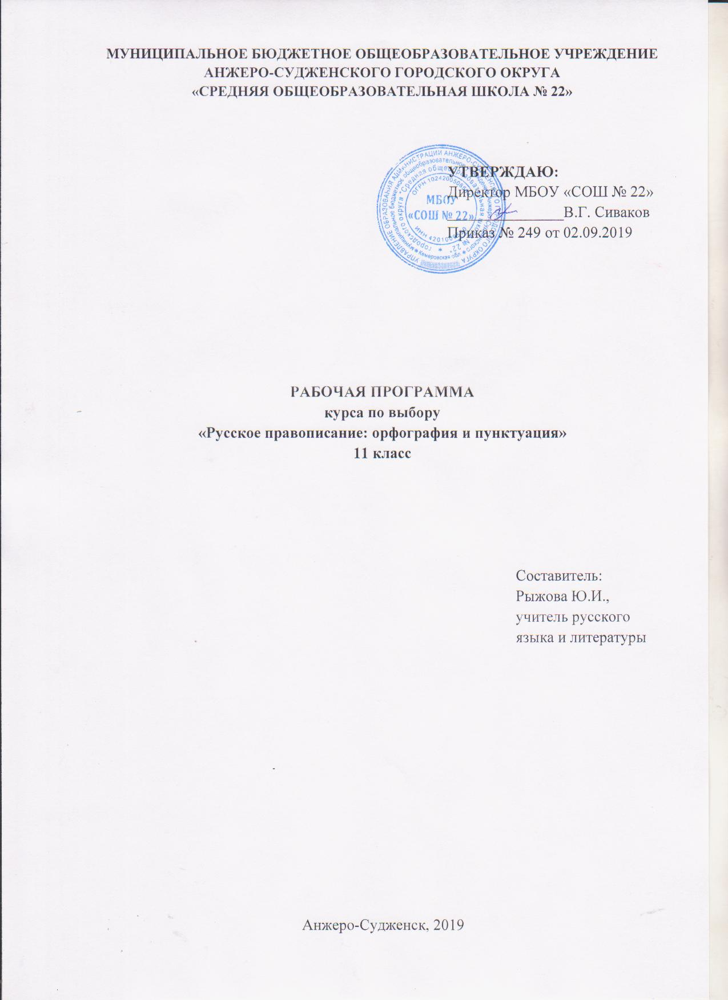 МУНИЦИПАЛЬНОЕ БЮДЖЕТНОЕ ОБЩЕОБРАЗОВАТЕЛЬНОЕ УЧРЕЖДЕНИЕ
АНЖЕРО-СУДЖЕНСКОГО ГОРОДСКОГО ОКРУГА
«СРЕДНЯЯ ОБЩЕОБРАЗОВАТЕЛЬНАЯ ШКОЛА № 22»
УТВЕРЖДАЮ:
Директор МБОУ «СОШ № 22»
В.Г. Сиваков
Приказ № 249 от 02.09.2019
МБОУ
«СОШ № 22»
РАБОЧАЯ ПРОГРАММА
курса по выбору
«Русское правописание: орфография и пунктуация»
11 класс
Составитель:
Рыжова Ю.И.,
учитель русского
языка и литературы
Анжеро-Судженск, 2019